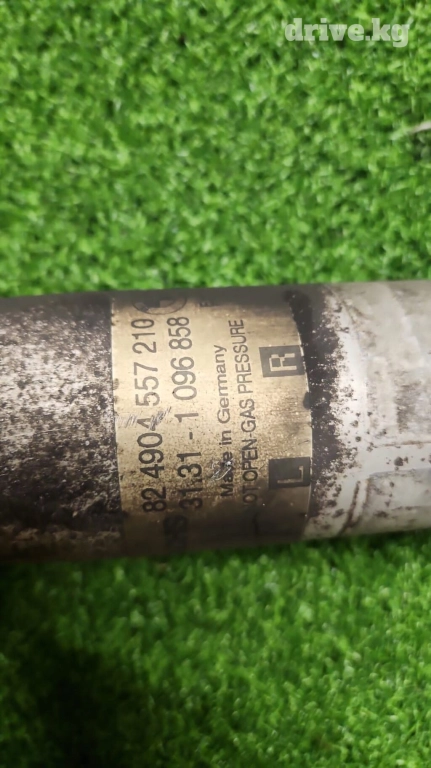 drive.kg
82 4904 557 210
31.31 - 1 096 858
Made in Germany
OPEN-GAS PRESSURE
L R